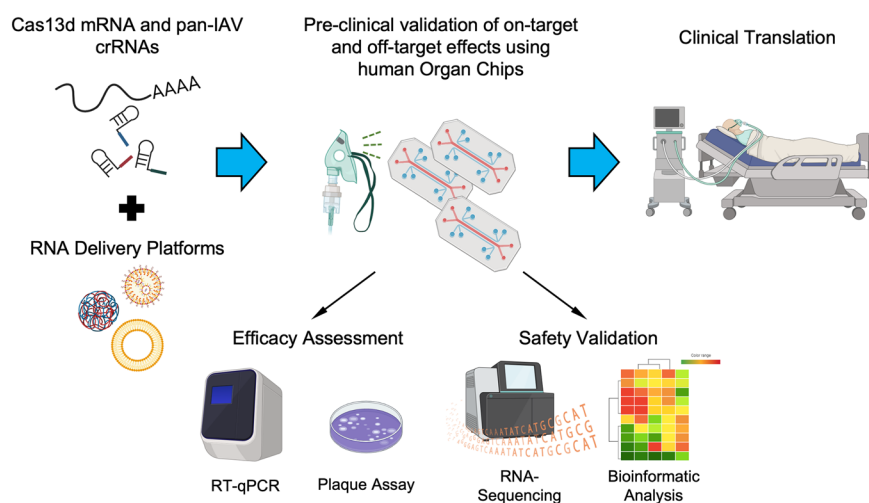 Cas13d mRNA and pan-IAV
crRNAs
AAAA
RNA Delivery Platforms
Pre-clinical validation of on-target
and off-target effects using
human Organ Chips
Clinical Translation
Efficacy Assessment
RT-qPCR
Plaque Assay
Safety Validation
RNA-
Sequencing
Color range
Bioinformatic
Analysis